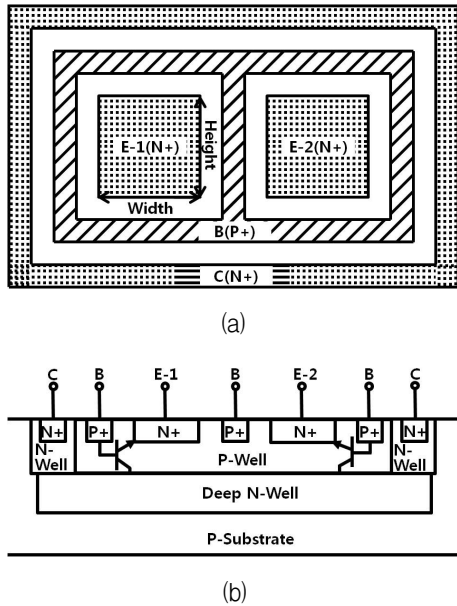 E-1(N+)
Height
E-2(N+)
Width
B(P+)
C(N+)
(a)
C B E-1 B E-2 B C
N+ P+ N+ P+ N+ P+ N+
N-
Well
P-Well
N-
Well
Deep N-Well
P-Substrate
(b)